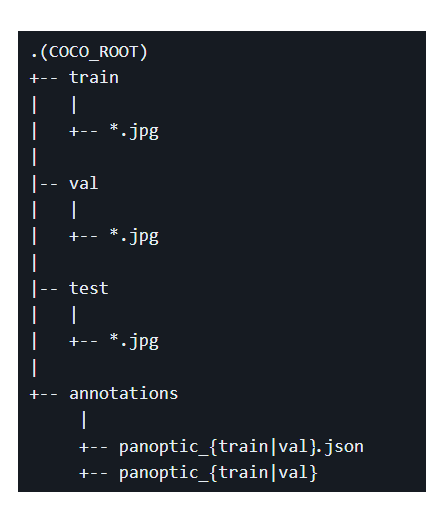 .(COCO_ROOT)
+-- train
|   |
|   +-- *.jpg
|
|-- val
|   |
|   +-- *.jpg
|
|-- test
|   |
|   +-- *.jpg
|
+-- annotations
     |
     +-- panoptic_{train|val}.json
     +-- panoptic_{train|val}